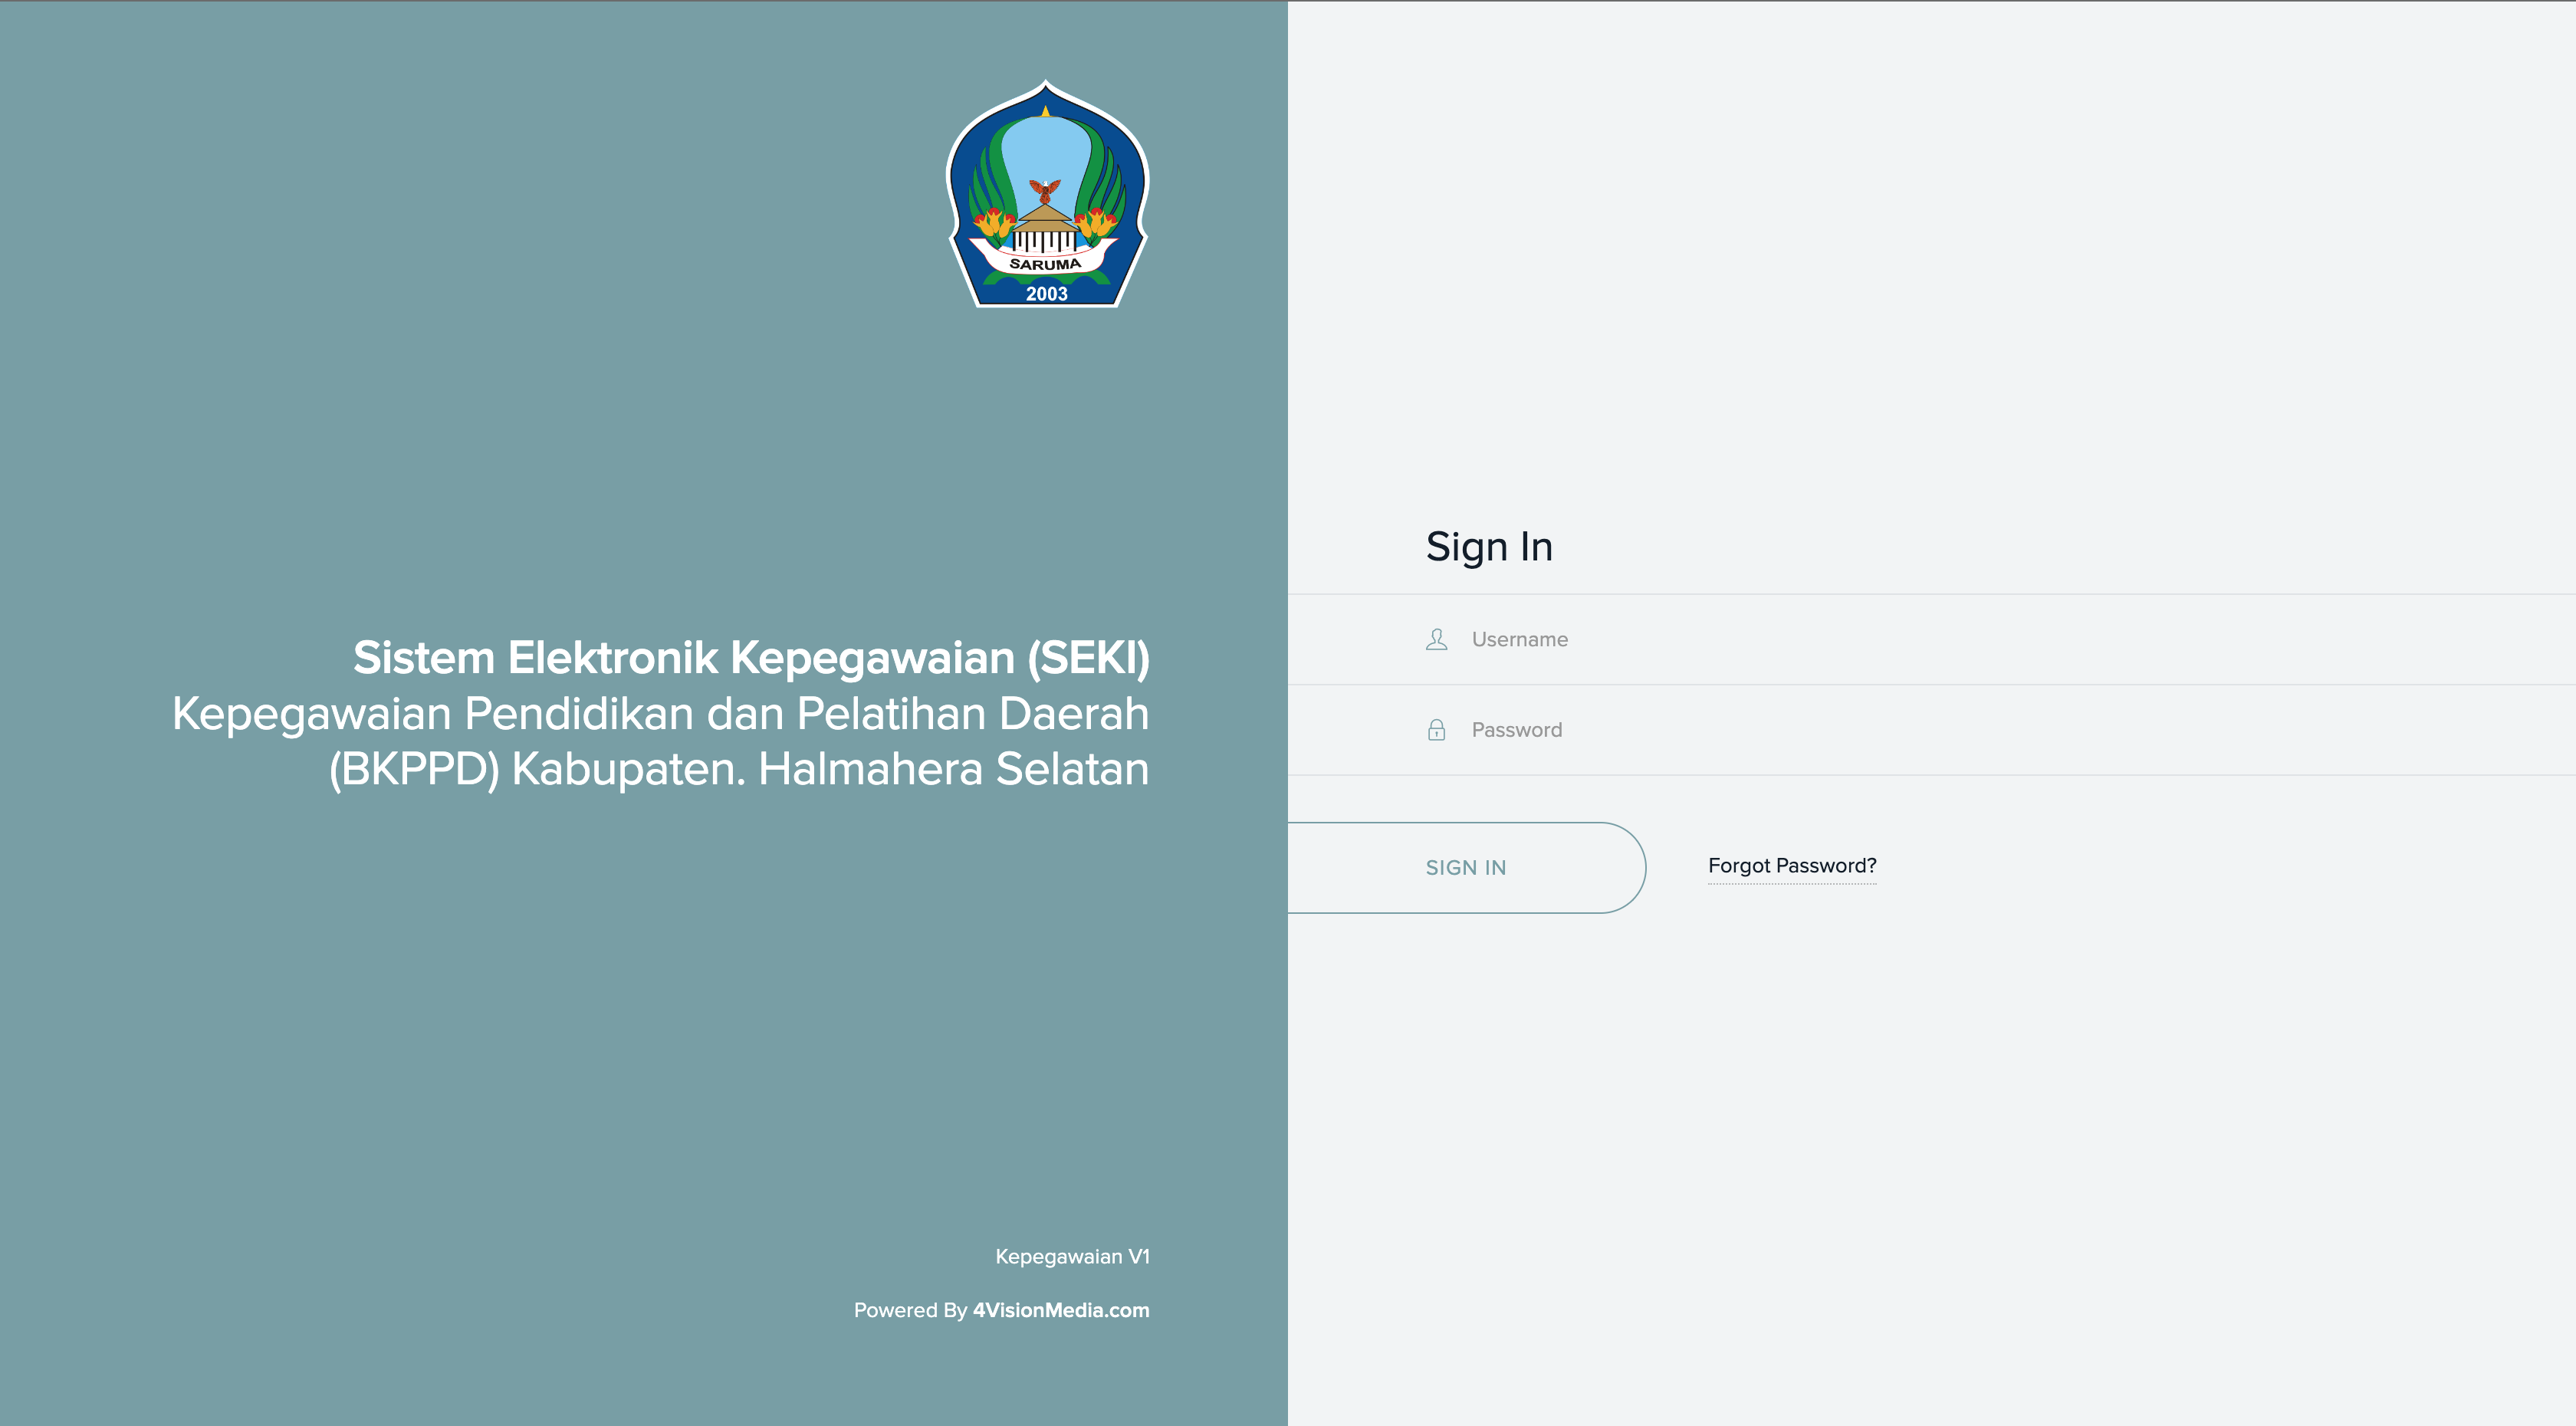 SARUMA
2003
Sistem Elektronik Kepegawaian (SEKI)
Kepegawaian Pendidikan dan Pelatihan Daerah
(BKPPD) Kabupaten. Halmahera Selatan
Kepegawaian V1
Powered By 4VisionMedia.com
Sign In
Username
Password
SIGN IN
Forgot Password?